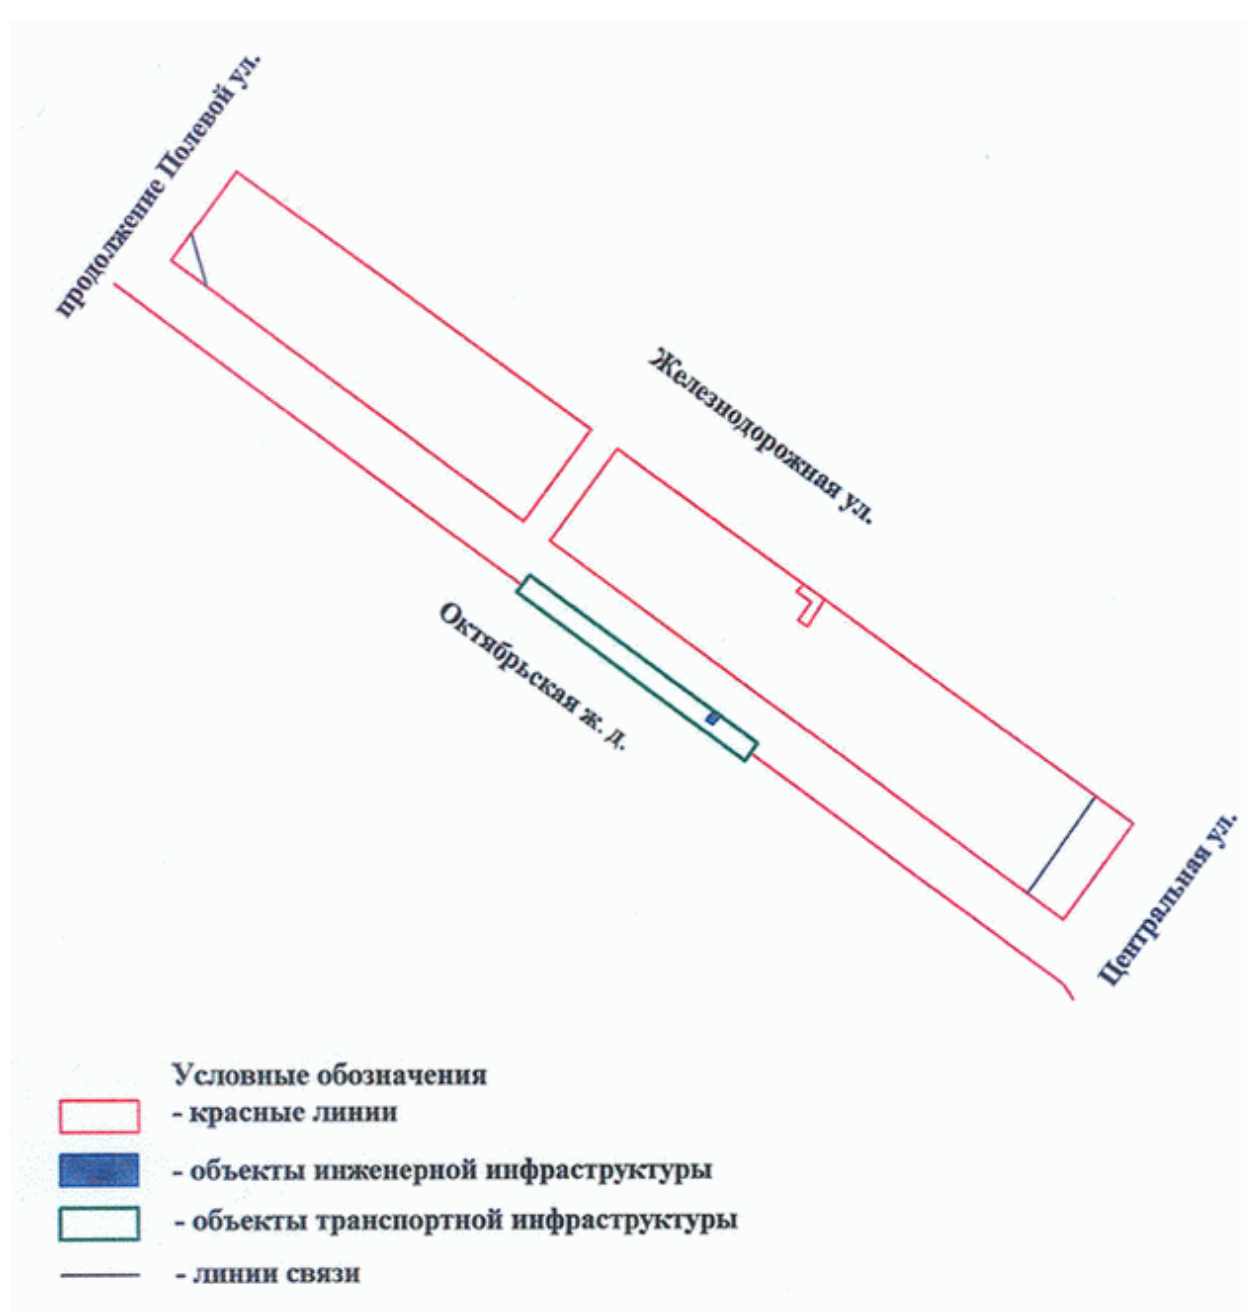 продолжение Полевой ул.
Железнодорожная ул.
Октябрьская ж. д.
Центральная ул.
Условные обозначения
- красные линии
- объекты инженерной инфраструктуры
- объекты транспортной инфраструктуры
- линии связи